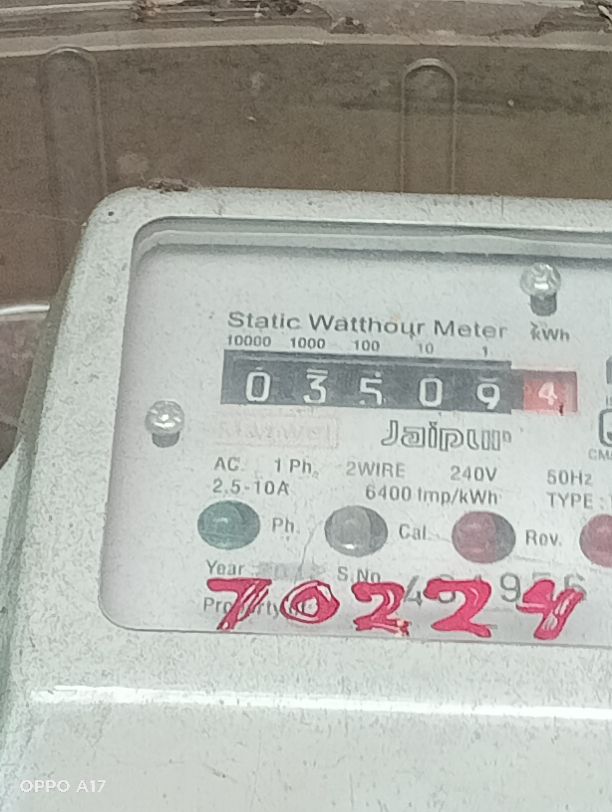 Static Watthour Meter kWh
10000 1000 100 10 1
0 3 5 0 9 4
Jaipur
AC 1 Ph. 2WIRE 240V 50Hz
2.5-10A 6400 Imp/kWh TYPE
Ph. Cal. Rev.
Year S.No.
Property
70224
OPPO A17